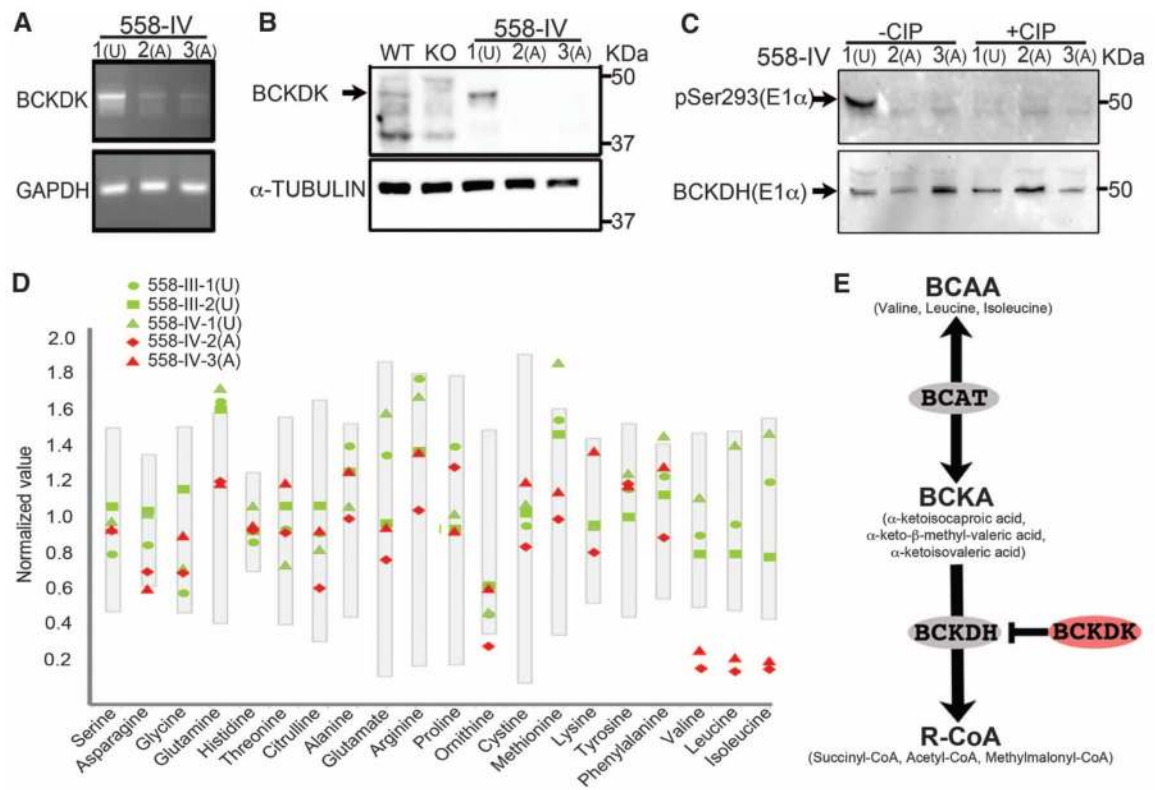 A
558-IV
1(U) 2(A) 3(A)
BCKDK
GAPDH
B
558-IV
WT KO 1(U) 2(A) 3(A) KDa
BCKDK
50
37
α-TUBULIN
37
C
-CIP +CIP
558-IV 1(U) 2(A) 3(A) 1(U) 2(A) 3(A) KDa
pSer293(E1α)
50
BCKDH(E1α)
50
D
558-III-1(U)
558-III-2(U)
558-IV-1(U)
558-IV-2(A)
558-IV-3(A)
Normalized value
2.0
1.8
1.6
1.4
1.2
1.0
0.8
0.6
0.4
0.2
Serine
Asparagine
Glycine
Glutamine
Histidine
Threonine
Citrulline
Alanine
Glutamate
Arginine
Proline
Ornithine
Cystine
Methionine
Lysine
Tyrosine
Phenylalanine
Valine
Leucine
Isoleucine
E
BCAA
(Valine, Leucine, Isoleucine)
BCAT
BCKA
(α-ketoisocaproic acid,
α-keto-β-methyl-valeric acid,
α-ketoisovaleric acid)
BCKDH
BCKDK
R-CoA
(Succinyl-CoA, Acetyl-CoA, Methylmalonyl-CoA)